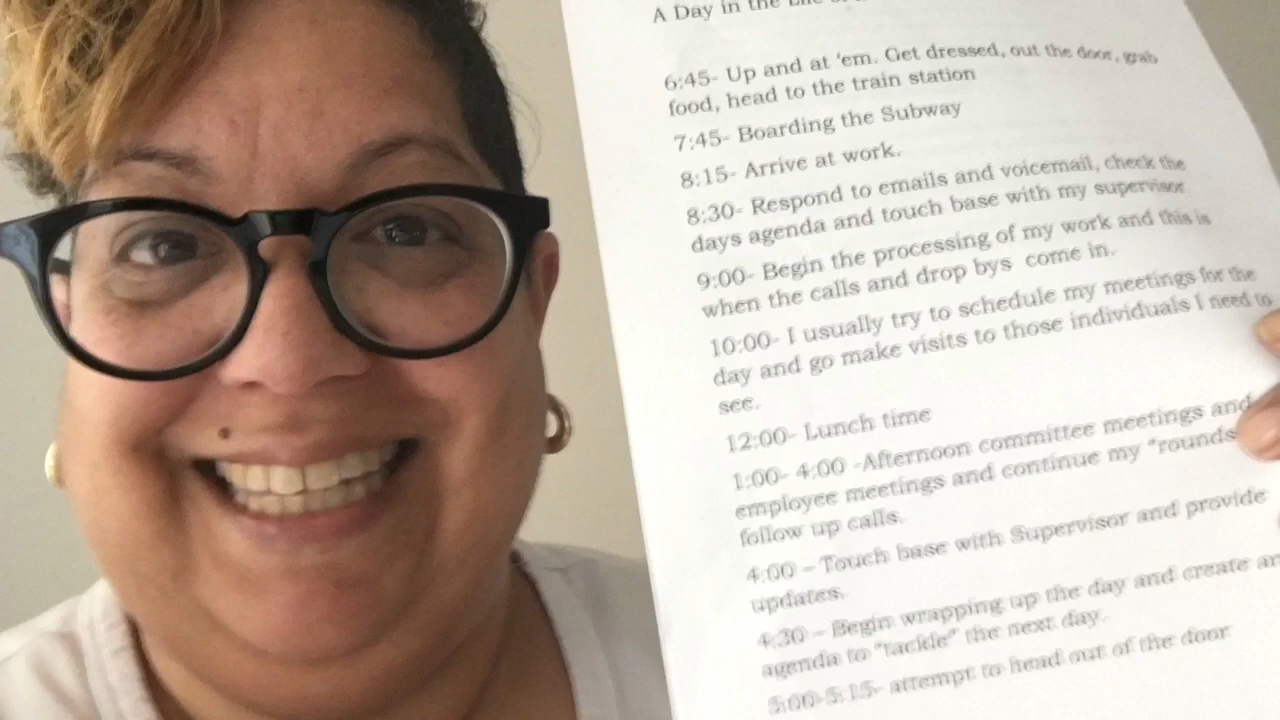 A Day in the Life of
6:45- Up and at 'em. Get dressed, out the door, grab
food, head to the train station
7:45- Boarding the Subway
8:15- Arrive at work.
8:30- Respond to emails and voicemail, check the
days agenda and touch base with my supervisor
9:00- Begin the processing of my work and this is
when the calls and drop bys come in.
10:00- I usually try to schedule my meetings for the
day and go make visits to those individuals I need to
see.
12:00- Lunch time
1:00- 4:00 -Afternoon committee meetings and
employee meetings and continue my "rounds
follow up calls.
4:00 – Touch base with Supervisor and provide
updates.
4:30 – Begin wrapping up the day and create
agenda to "tackle" the next day.
5:00-5:15- attempt to head out of the door